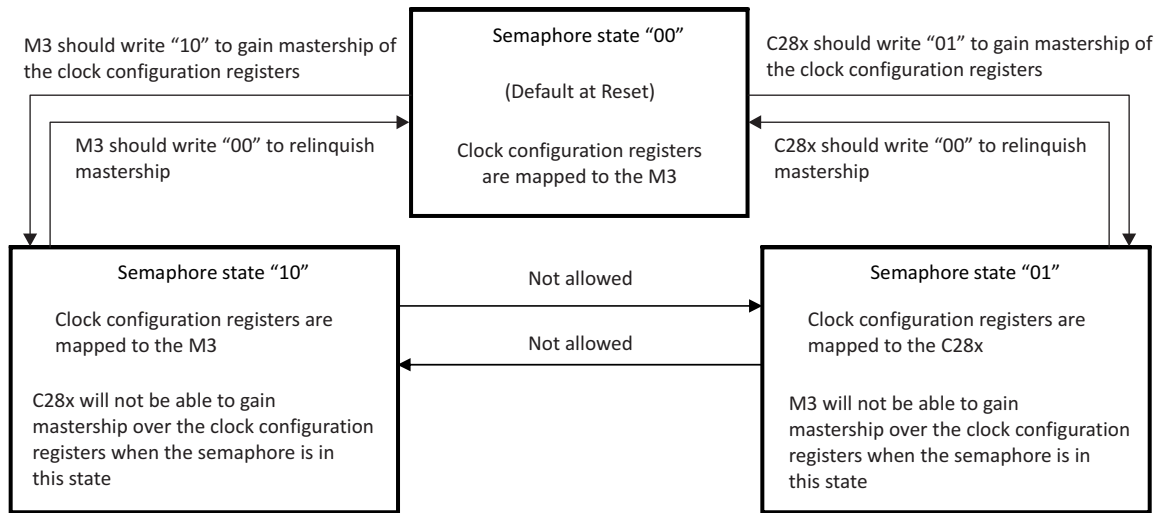 M3 should write “10” to gain mastership of
the clock configuration registers
M3 should write “00” to relinquish
mastership
Semaphore state “00”
(Default at Reset)
Clock configuration registers
are mapped to the M3
C28x should write “01” to gain mastership of
the clock configuration registers
C28x should write “00” to relinquish
mastership
Semaphore state “10”
Clock configuration registers are
mapped to the M3
C28x will not be able to gain
mastership over the clock configuration
registers when the semaphore is in
this state
Not allowed
Not allowed
Semaphore state “01”
Clock configuration registers are
mapped to the C28x
M3 will not be able to gain
mastership over the clock configuration
registers when the semaphore is in
this state